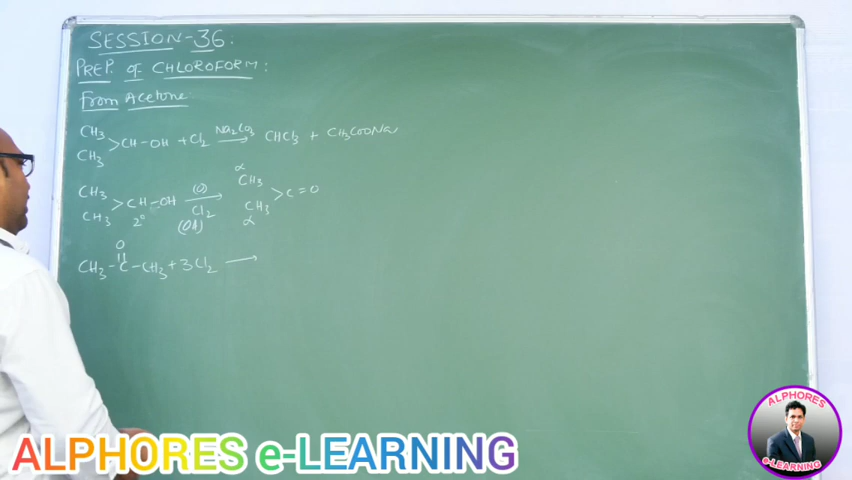 SESSION-36.
PREP. of CHLOROFORM:
From Acetone
CH3
CH3 >CH-OH + Cl2 Na2CO3 → CHCl3 + CH3COONa
α
CH3 CH3
>CH-OH (O) → >C=O
CH3 2° Cl2 CH3
(OA) α
O
||
CH3-C-CH3 + 3Cl2 →
ALPHORES e-LEARNING
ALPHORES
e-LEARNING